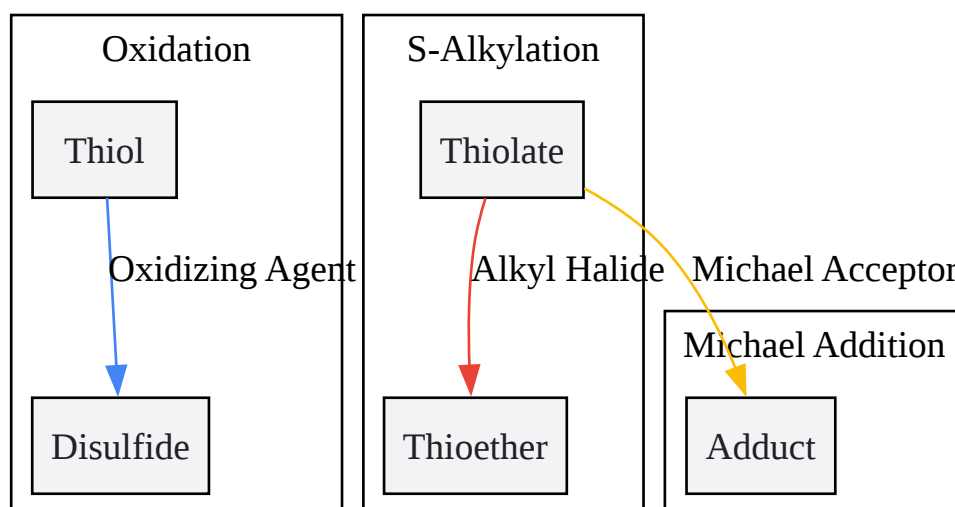 Oxidation
S-Alkylation
Thiol
Thiolate
Oxidizing Agent
Alkyl Halide
Michael Acceptor
Michael Addition
Disulfide
Thioether
Adduct